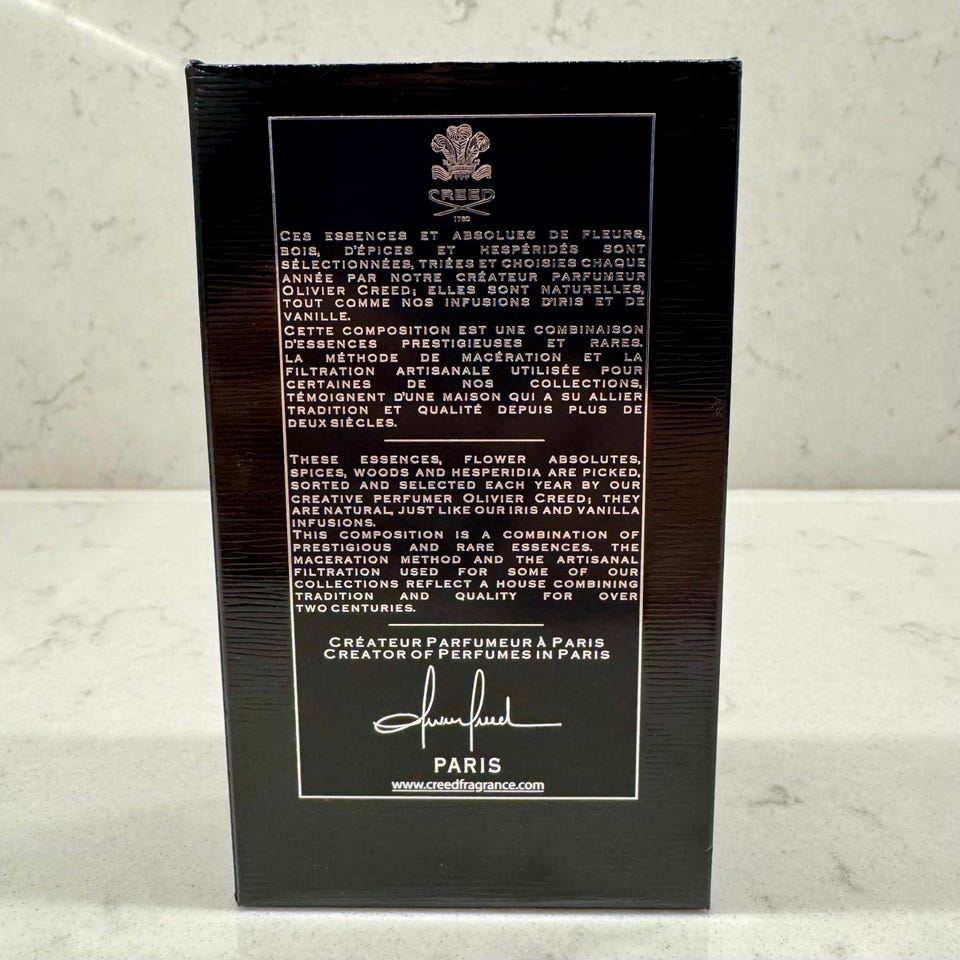 CREED
1760
CES ESSENCES ET ABSOLUES DE FLEURS,
BOIS, D'ÉPICES ET HESPÉRIDÉS SONT
SÉLECTIONNÉES, TRIÉES ET CHOISIES CHAQUE
ANNÉE PAR NOTRE CRÉATEUR PARFUMEUR
OLIVIER CREED; ELLES SONT NATURELLES,
TOUT COMME NOS INFUSIONS D'IRIS ET DE
VANILLE.
CETTE COMPOSITION EST UNE COMBINAISON
D'ESSENCES PRESTIGIEUSES ET RARES.
LA MÉTHODE DE MACÉRATION ET LA
FILTRATION ARTISANALE UTILISÉE POUR
CERTAINES DE NOS COLLECTIONS,
TÉMOIGNENT D'UNE MAISON QUI A SU ALLIER
TRADITION ET QUALITÉ DEPUIS PLUS DE
DEUX SIÈCLES.
THESE ESSENCES, FLOWER ABSOLUTES,
SPICES, WOODS AND HESPERIDIA ARE PICKED,
SORTED AND SELECTED EACH YEAR BY OUR
CREATIVE PERFUMER OLIVIER CREED; THEY
ARE NATURAL, JUST LIKE OUR IRIS AND VANILLA
INFUSIONS.
THIS COMPOSITION IS A COMBINATION OF
PRESTIGIOUS AND RARE ESSENCES. THE
MACERATION METHOD AND THE ARTISANAL
FILTRATION USED FOR SOME OF OUR
COLLECTIONS REFLECT A HOUSE COMBINING
TRADITION AND QUALITY FOR OVER
TWO CENTURIES.
CRÉATEUR PARFUMEUR À PARIS
CREATOR OF PERFUMES IN PARIS
Olivier Creed
PARIS
www.creedfragrance.com